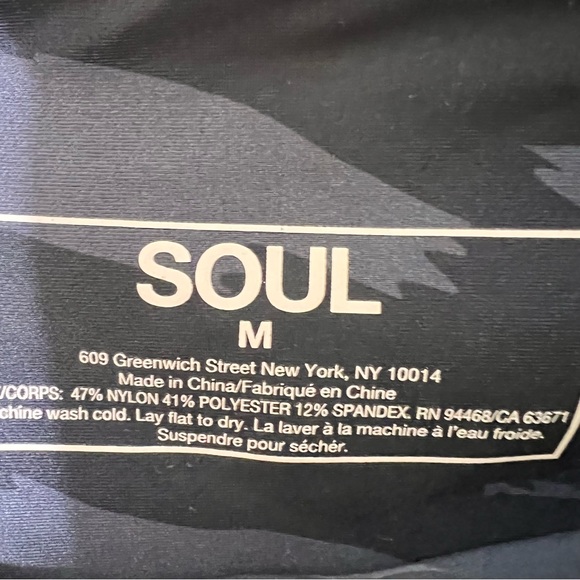 SOUL
M
609 Greenwich Street New York, NY 10014
Made in China/Fabriqué en Chine
/CORPS: 47% NYLON 41% POLYESTER 12% SPANDEX. RN 94468/CA 63671
chine wash cold. Lay flat to dry. La laver à la machine à l'eau froide.
Suspendre pour séchér.